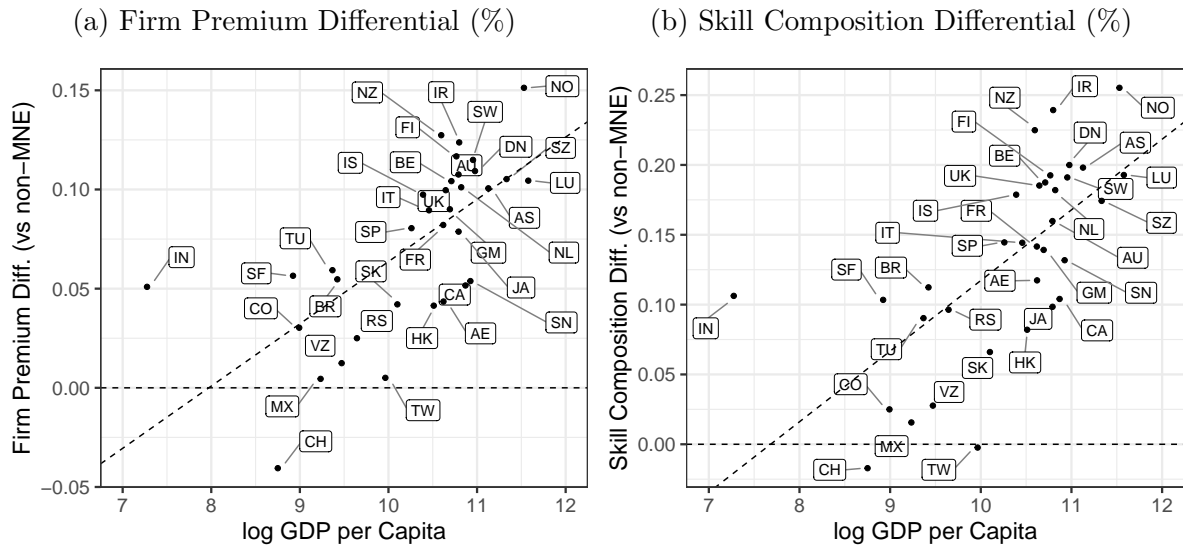 (a) Firm Premium Differential (%)
Firm Premium Diff. (vs non−MNE)
0.15
0.10
0.05
0.00
−0.05
NZ
IR
NO
SW
FI
DN
SZ
AU
IS
BE
LU
IT
UK
AS
SP
NL
TU
FR
GM
IN
SF
SK
JA
BR
CA
CO
RS
SN
VZ
HK
AE
MX
TW
CH
7
8
9
10
11
12
log GDP per Capita
(b) Skill Composition Differential (%)
Skill Composition Diff. (vs non−MNE)
0.25
0.20
0.15
0.10
0.05
0.00
IR
NZ
NO
FI
DN
AS
BE
UK
SW
LU
IS
FR
SZ
NL
IT
SP
AU
SF
BR
AE
SN
GM
IN
RS
JA
CA
TU
HK
SK
CO
VZ
MX
CH
TW
7
8
9
10
11
12
log GDP per Capita